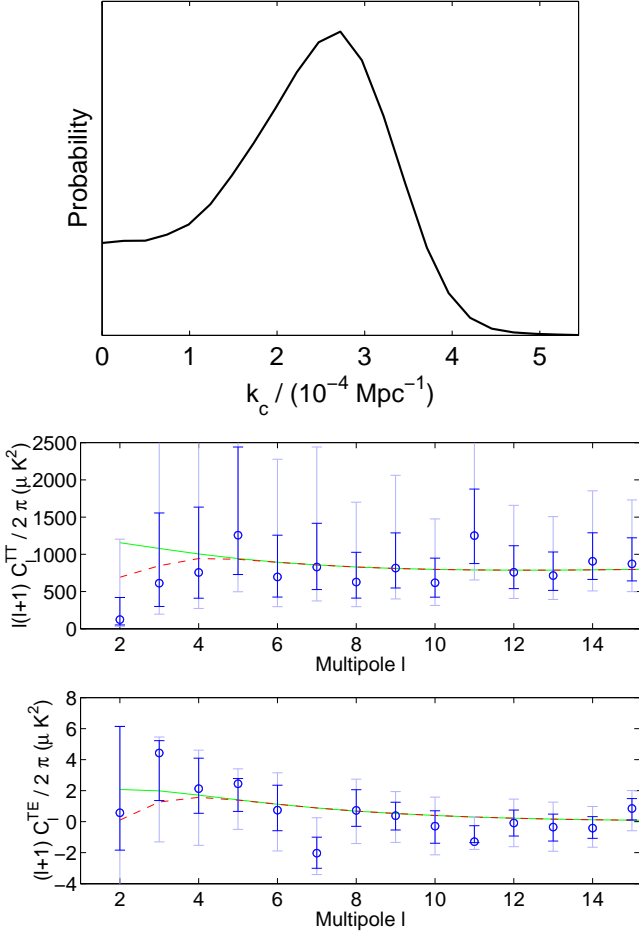 Probability
0 1 2 3 4 5
k_c / (10^−4 Mpc^−1)
l(l+1) C_l^TT / 2 π (μ K^2)
2500
2000
1500
1000
500
0
2 4 6 8 10 12 14
Multipole l
(l+1) C_l^TE / 2 π (μ K^2)
8
6
4
2
0
−2
−4
2 4 6 8 10 12 14
Multipole l